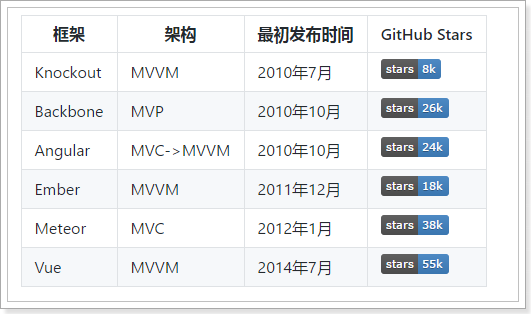 框架 架构 最初发布时间 GitHub Stars
Knockout MVVM 2010年7月 stars 8k
Backbone MVP 2010年10月 stars 26k
Angular MVC->MVVM 2010年10月 stars 24k
Ember MVVM 2011年12月 stars 18k
Meteor MVC 2012年1月 stars 38k
Vue MVVM 2014年7月 stars 55k